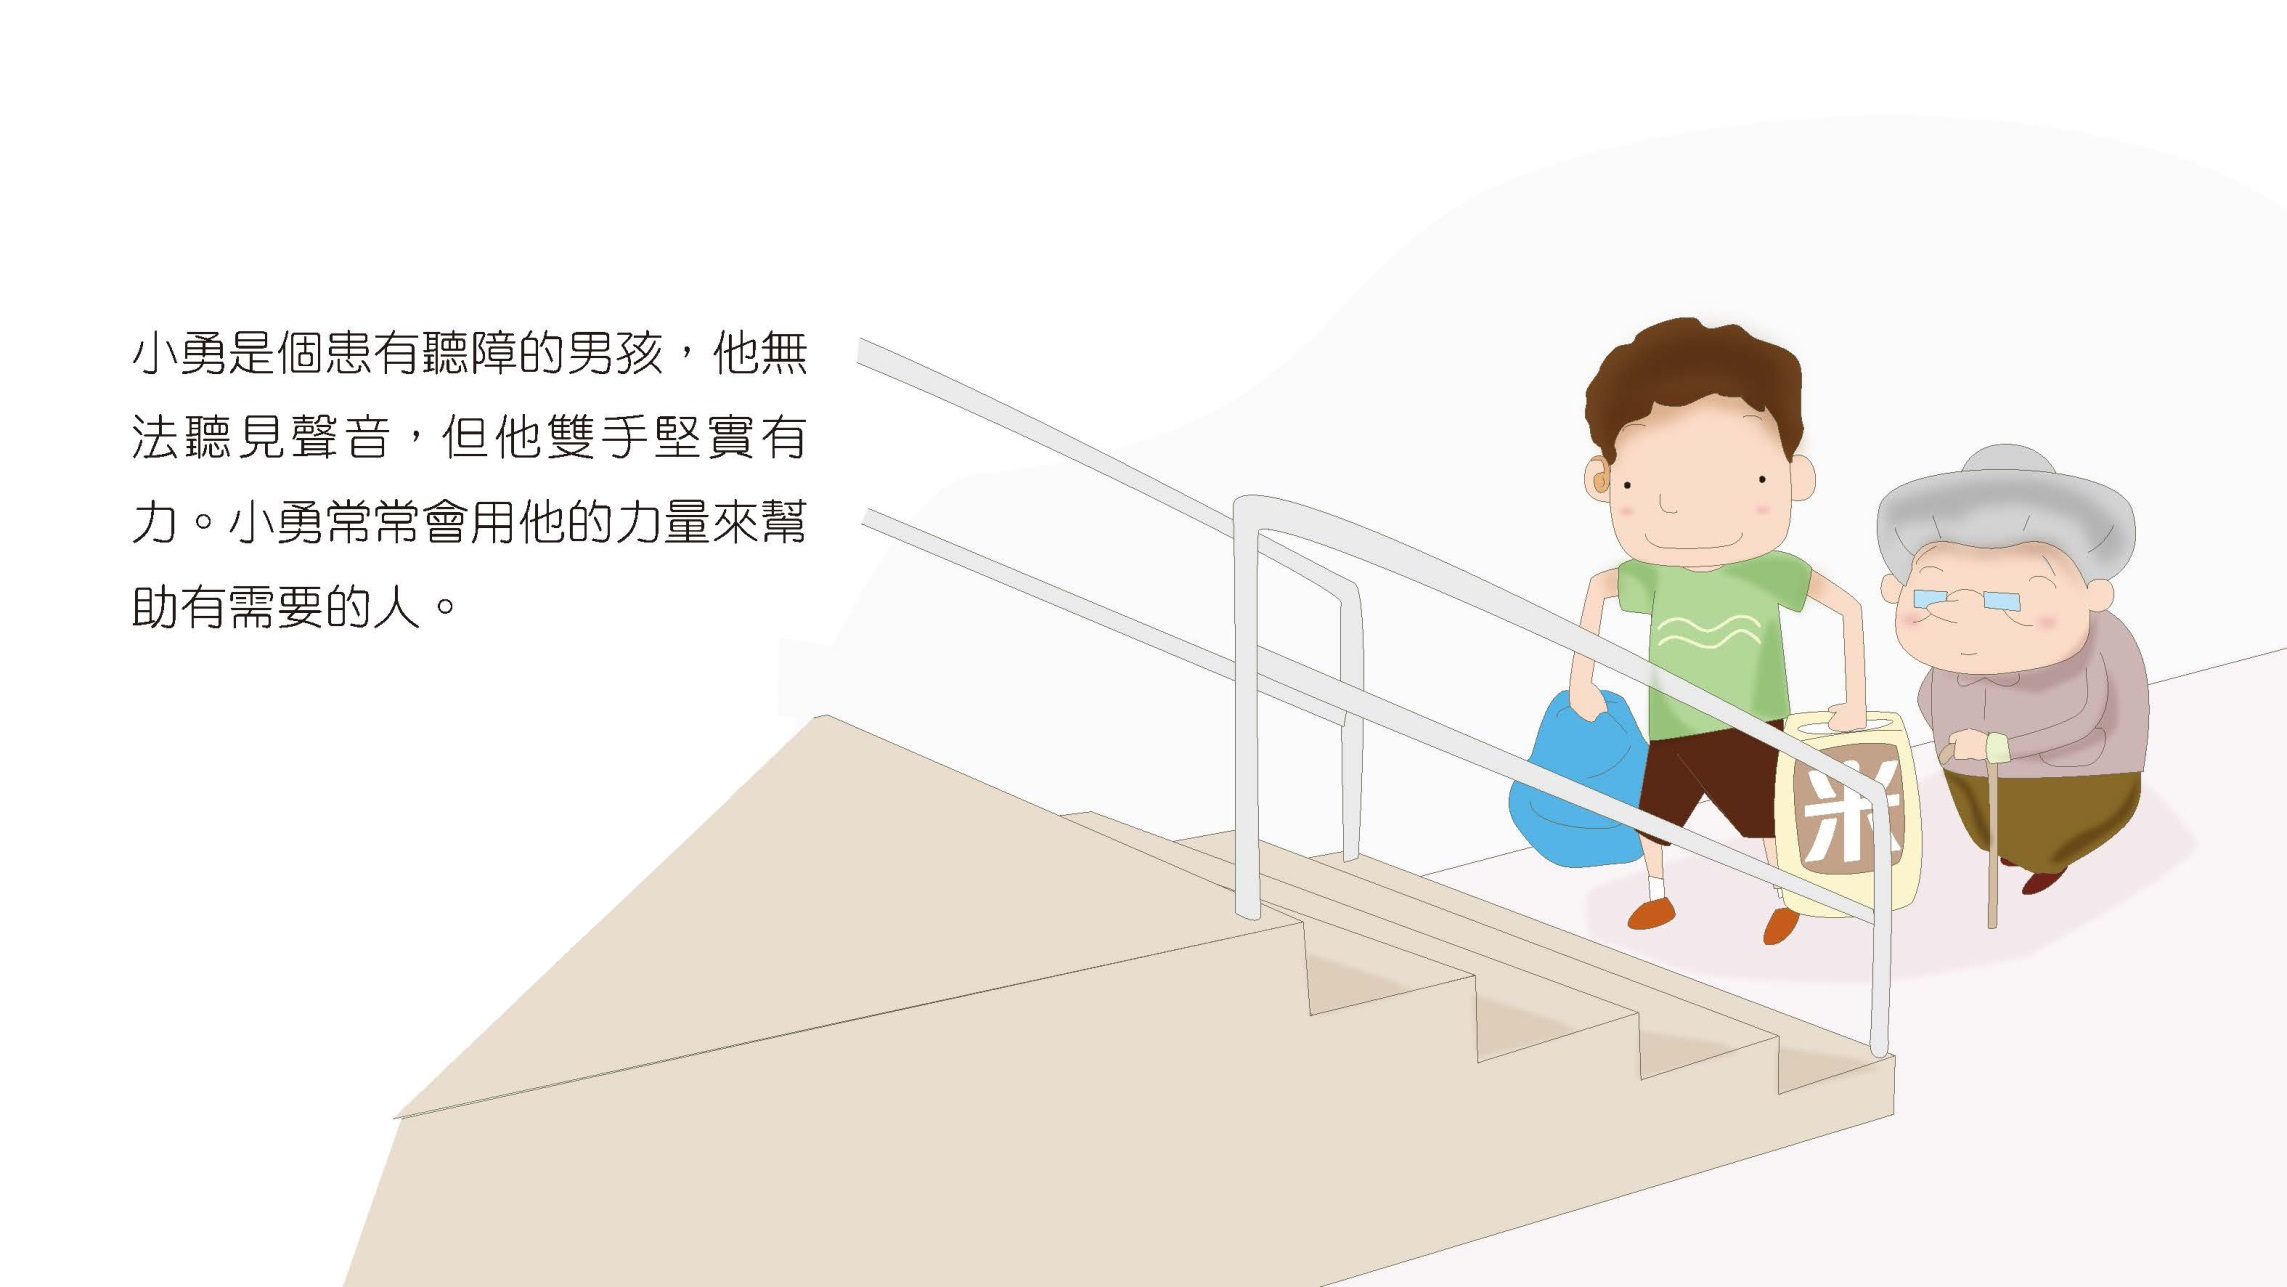 小勇是個患有聽障的男孩，他無
法聽見聲音，但他雙手堅實有
力。小勇常常會用他的力量來幫
助有需要的人。
米